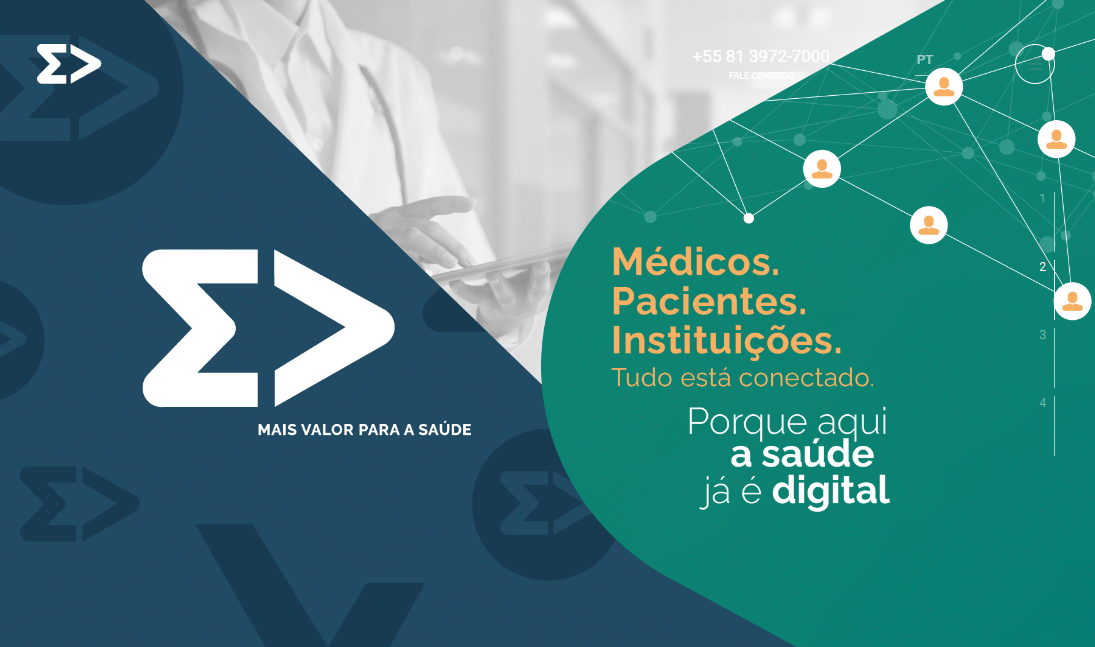 +55 81 3972-7000
FALE CONOSCO
PT
1
2
3
4
MAIS VALOR PARA A SAÚDE
Médicos.
Pacientes.
Instituições.
Tudo está conectado.
Porque aqui
a saúde
já é digital